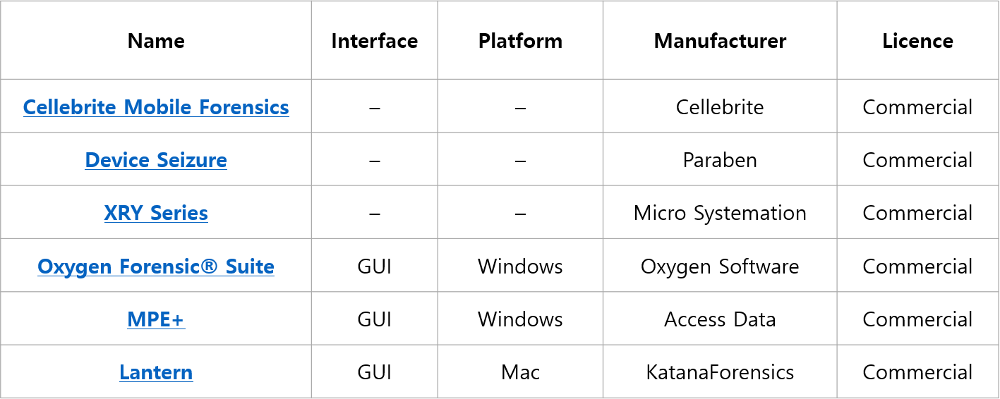 Name Interface Platform Manufacturer Licence
Cellebrite Mobile Forensics – – Cellebrite Commercial
Device Seizure – – Paraben Commercial
XRY Series – – Micro Systemation Commercial
Oxygen Forensic® Suite GUI Windows Oxygen Software Commercial
MPE+ GUI Windows Access Data Commercial
Lantern GUI Mac KatanaForensics Commercial